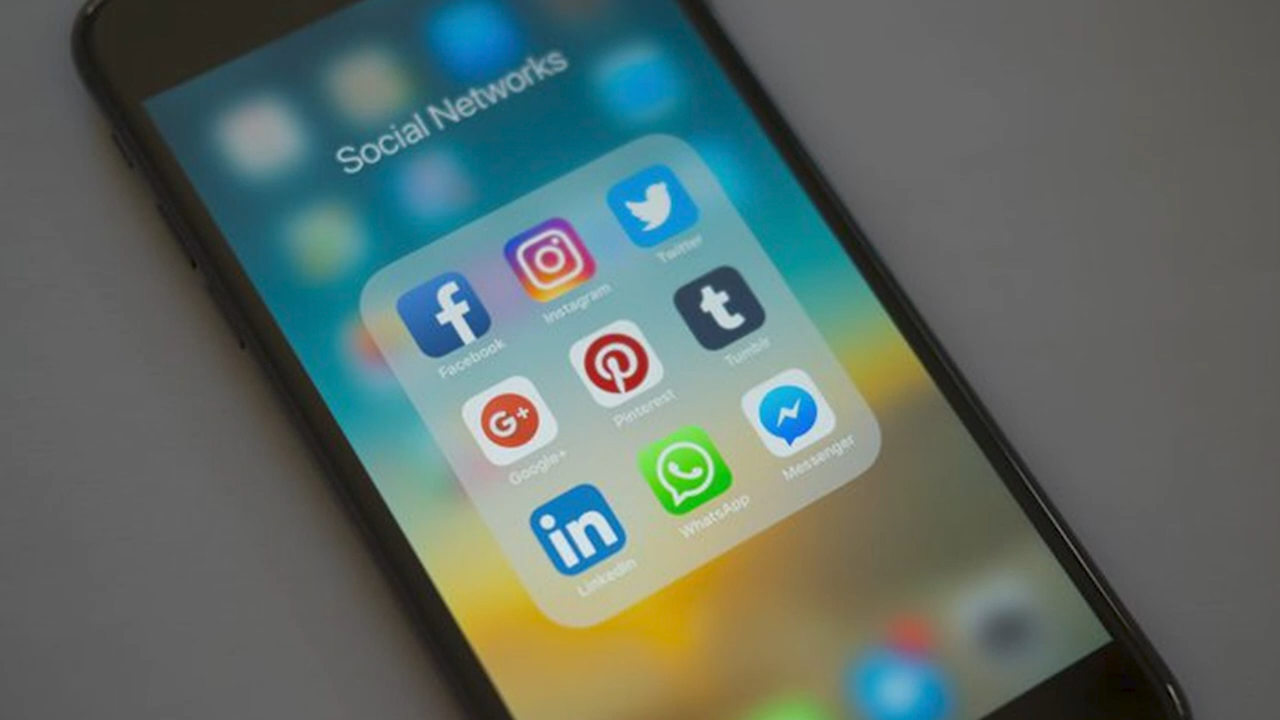 Social Networks
Facebook
Instagram
Twitter
Google+
Pinterest
Tumblr
LinkedIn
WhatsApp
Messenger